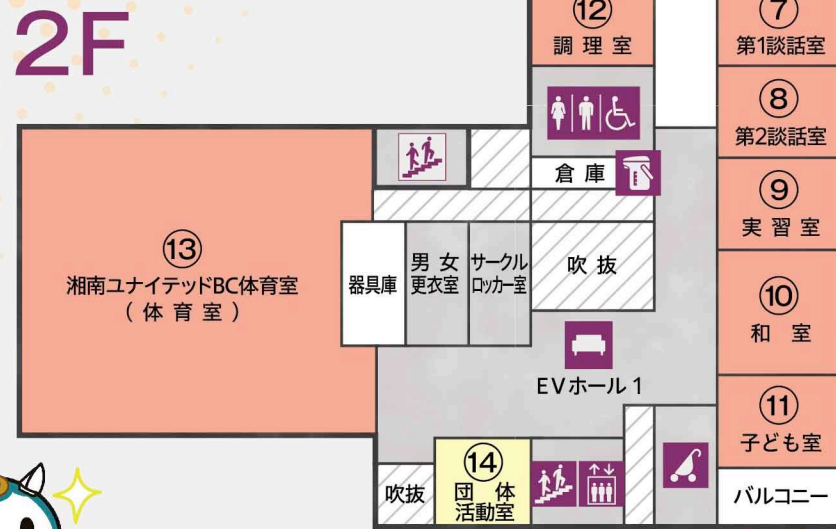 2F
⑫
調理室
⑦
第1談話室
⑧
第2談話室
倉庫
⑨
実習室
⑬
湘南ユナイテッドBC体育室
(体育室)
器具庫
男女
更衣室
サークル
ロッカー室
吹抜
⑩
和室
EVホール1
⑪
子ども室
吹抜
⑭
団体
活動室
バルコニー